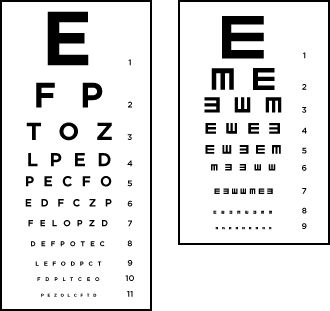 E 1
F P 2
T O Z 3
L P E D 4
P E C F O 5
E D F C Z P 6
F E L O P Z D 7
D E F P O T E C 8
L E F O D P C T 9
F D P L T C E O 10
P E Z O L C F T D 11
E 1
M E 2
Ǝ W M 3
E W E Ǝ 4
E W Ǝ E M 5
M Ǝ E W W 6
7
8
9